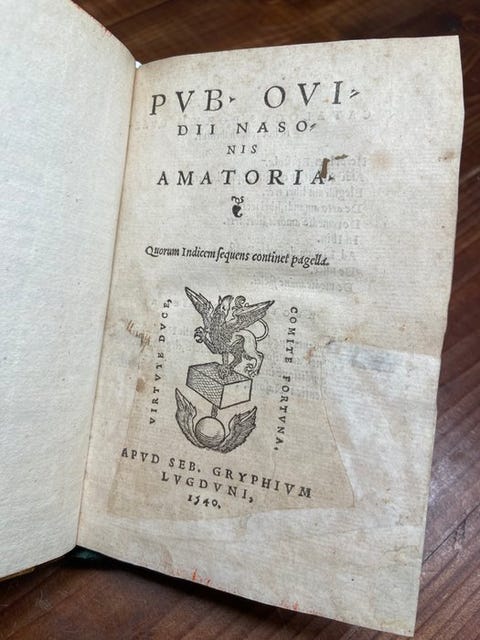 PVB. OVI-
DII NASO-
NIS
AMATORIA
Quorum Indicem sequens continet pagella.
VIRTVTE DVCE,
COMITE FORTVNA,
APVD SEB. GRYPHIVM
LVGDVNI,
1540.